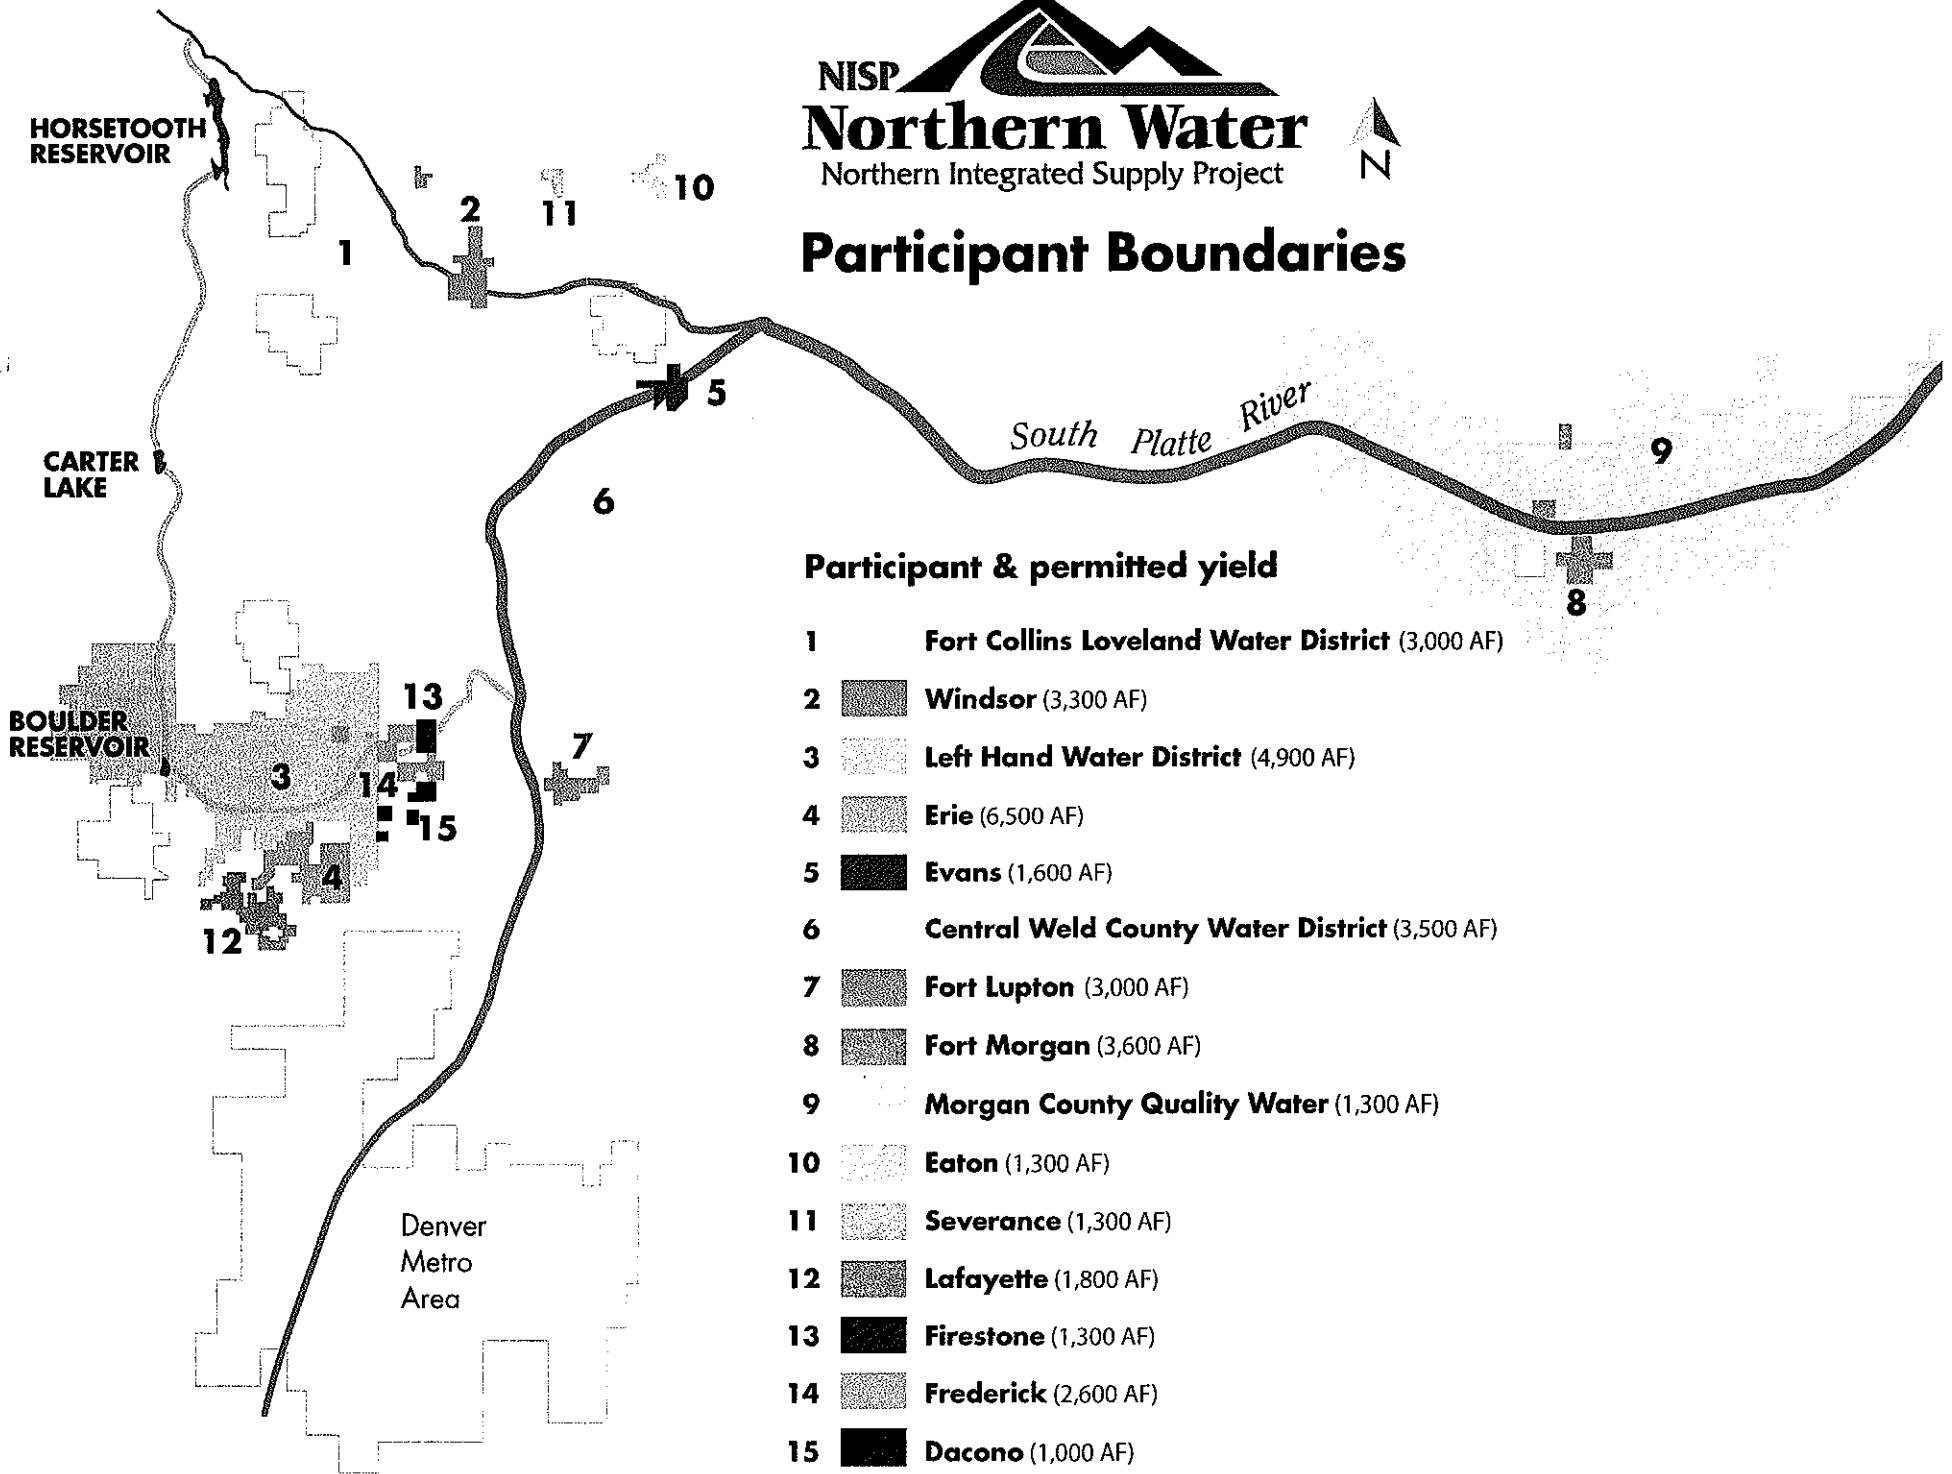 NISP
Northern Water
Northern Integrated Supply Project
N
Participant Boundaries
HORSETOOTH
RESERVOIR
1
2
11
10
5
6
South Platte River
9
8
CARTER
LAKE
BOULDER
RESERVOIR
3
13
14
15
7
4
12
Denver
Metro
Area
Participant & permitted yield
1 Fort Collins Loveland Water District (3,000 AF)
2 Windsor (3,300 AF)
3 Left Hand Water District (4,900 AF)
4 Erie (6,500 AF)
5 Evans (1,600 AF)
6 Central Weld County Water District (3,500 AF)
7 Fort Lupton (3,000 AF)
8 Fort Morgan (3,600 AF)
9 Morgan County Quality Water (1,300 AF)
10 Eaton (1,300 AF)
11 Severance (1,300 AF)
12 Lafayette (1,800 AF)
13 Firestone (1,300 AF)
14 Frederick (2,600 AF)
15 Dacono (1,000 AF)